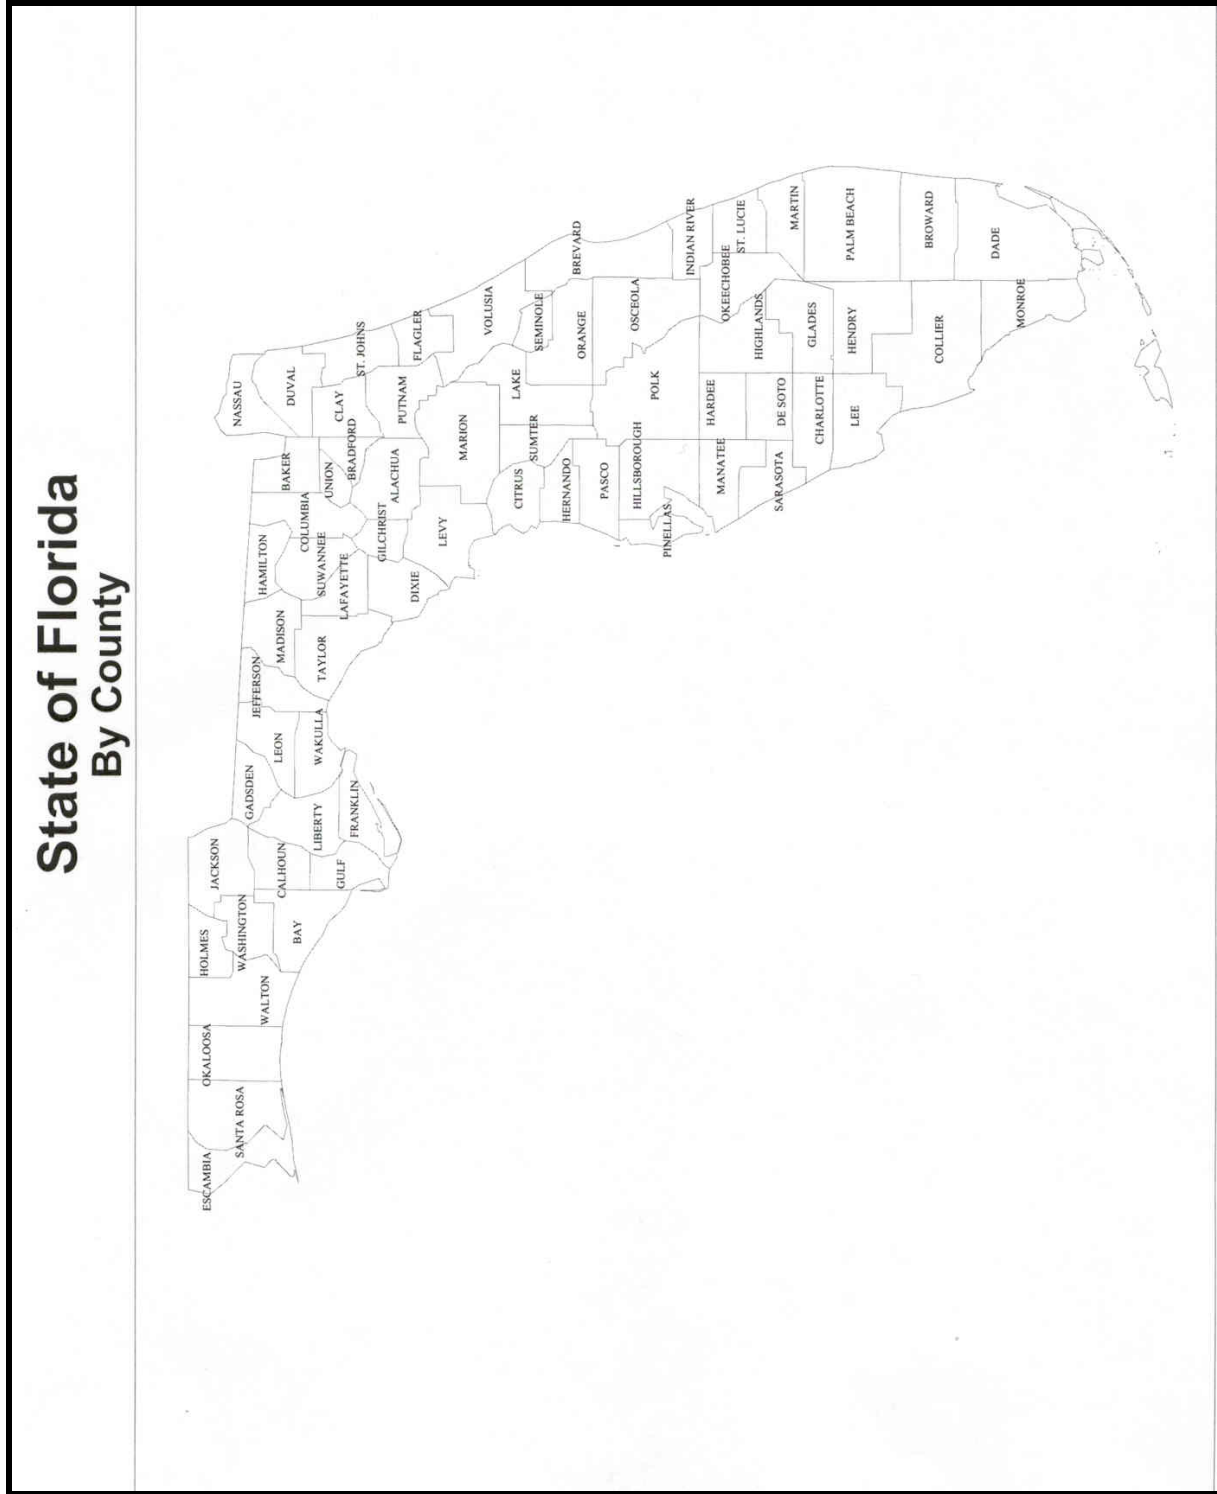 State of Florida
By County
ESCAMBIA
SANTA ROSA
OKALOOSA
WALTON
HOLMES
WASHINGTON
BAY
JACKSON
CALHOUN
GULF
LIBERTY
FRANKLIN
GADSDEN
LEON
WAKULLA
JEFFERSON
MADISON
TAYLOR
HAMILTON
SUWANNEE
LAFAYETTE
DIXIE
COLUMBIA
GILCHRIST
LEVY
BAKER
UNION
BRADFORD
ALACHUA
NASSAU
DUVAL
CLAY
ST. JOHNS
PUTNAM
FLAGLER
MARION
VOLUSIA
CITRUS
SUMTER
LAKE
SEMINOLE
HERNANDO
ORANGE
BREVARD
PASCO
OSCEOLA
HILLSBOROUGH
POLK
PINELLAS
INDIAN RIVER
MANATEE
HARDEE
OKEECHOBEE
ST. LUCIE
HIGHLANDS
SARASOTA
DE SOTO
MARTIN
CHARLOTTE
GLADES
LEE
HENDRY
PALM BEACH
COLLIER
BROWARD
MONROE
DADE